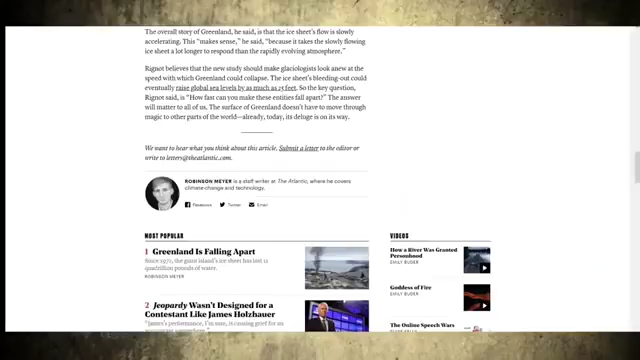 The overall story of Greenland, he said, is that the ice sheet's flow is slowly
accelerating. This "makes sense," he said, "because it takes the slowly flowing
ice sheet a lot longer to respond than the rapidly evolving atmosphere."
Rignot believes that the new study should make glaciologists look anew at the
speed with which Greenland could collapse. The ice sheet's bleeding-out could
eventually raise global sea levels by as much as 25 feet. So the key question,
Rignot said, is "How fast can you make these entities fall apart?" The answer
will matter to all of us. The surface of Greenland doesn't have to move through
magic to other parts of the world—already, today, its deluge is on its way.
We want to hear what you think about this article. Submit a letter to the editor or
write to letters@theatlantic.com.
ROBINSON MEYER is a staff writer at The Atlantic, where he covers
climate change and technology.
Facebook Twitter Email
MOST POPULAR
1 Greenland Is Falling Apart
Since 1972, the giant island's ice sheet has lost 11
quadrillion pounds of water.
ROBINSON MEYER
2 Jeopardy Wasn't Designed for a
Contestant Like James Holzhauer
"James's performance, I'm sure, is causing grief for an
VIDEOS
How a River Was Granted
Personhood
EMILY BUDER
Goddess of Fire
EMILY BUDER
The Online Speech Wars